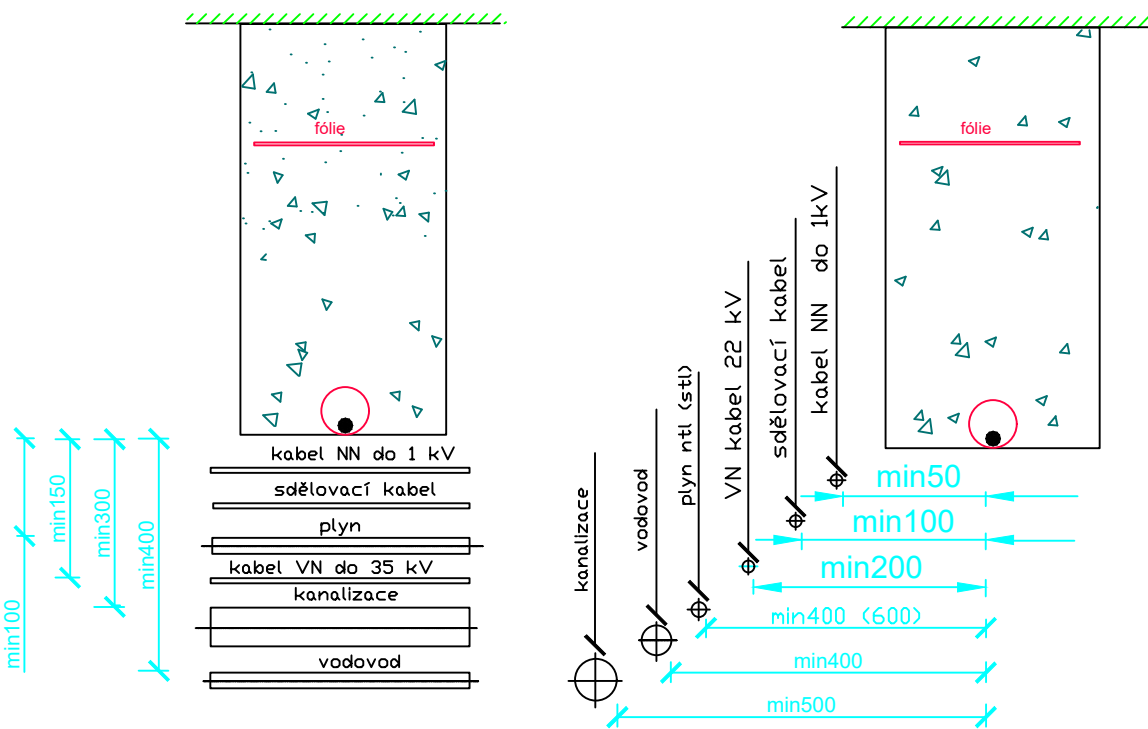 fólie
kabel NN do 1 kV
sdělovací kabel
plyn
kabel VN do 35 kV
kanalizace
vodovod
min100
min150
min300
min400
fólie
kanalizace
vodovod
plyn ntl (stl)
VN kabel 22 kV
sdělovací kabel
kabel NN do 1kV
min50
min100
min200
min400 (600)
min400
min500